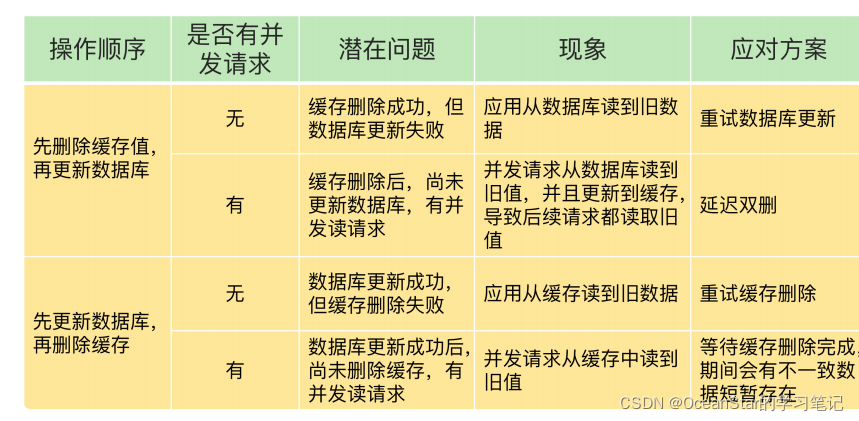 操作顺序
是否有并
发请求
潜在问题
现象
应对方案
先删除缓存值，
再更新数据库
无
缓存删除成功，但
数据库更新失败
应用从数据库读到旧数
据
重试数据库更新
有
缓存删除后，尚未
更新数据库，有并
发读请求
并发请求从数据库读到
旧值，并且更新到缓存，
导致后续请求都读取旧
值
延迟双删
先更新数据库，
再删除缓存
无
数据库更新成功，
但缓存删除失败
应用从缓存读到旧数据
重试缓存删除
有
数据库更新成功后，
尚未删除缓存，有
并发读请求
并发请求从缓存中读到
旧值
等待缓存删除完成，
期间会有不一致数
据短暂存在
CSDN @OceanStar的学习笔记